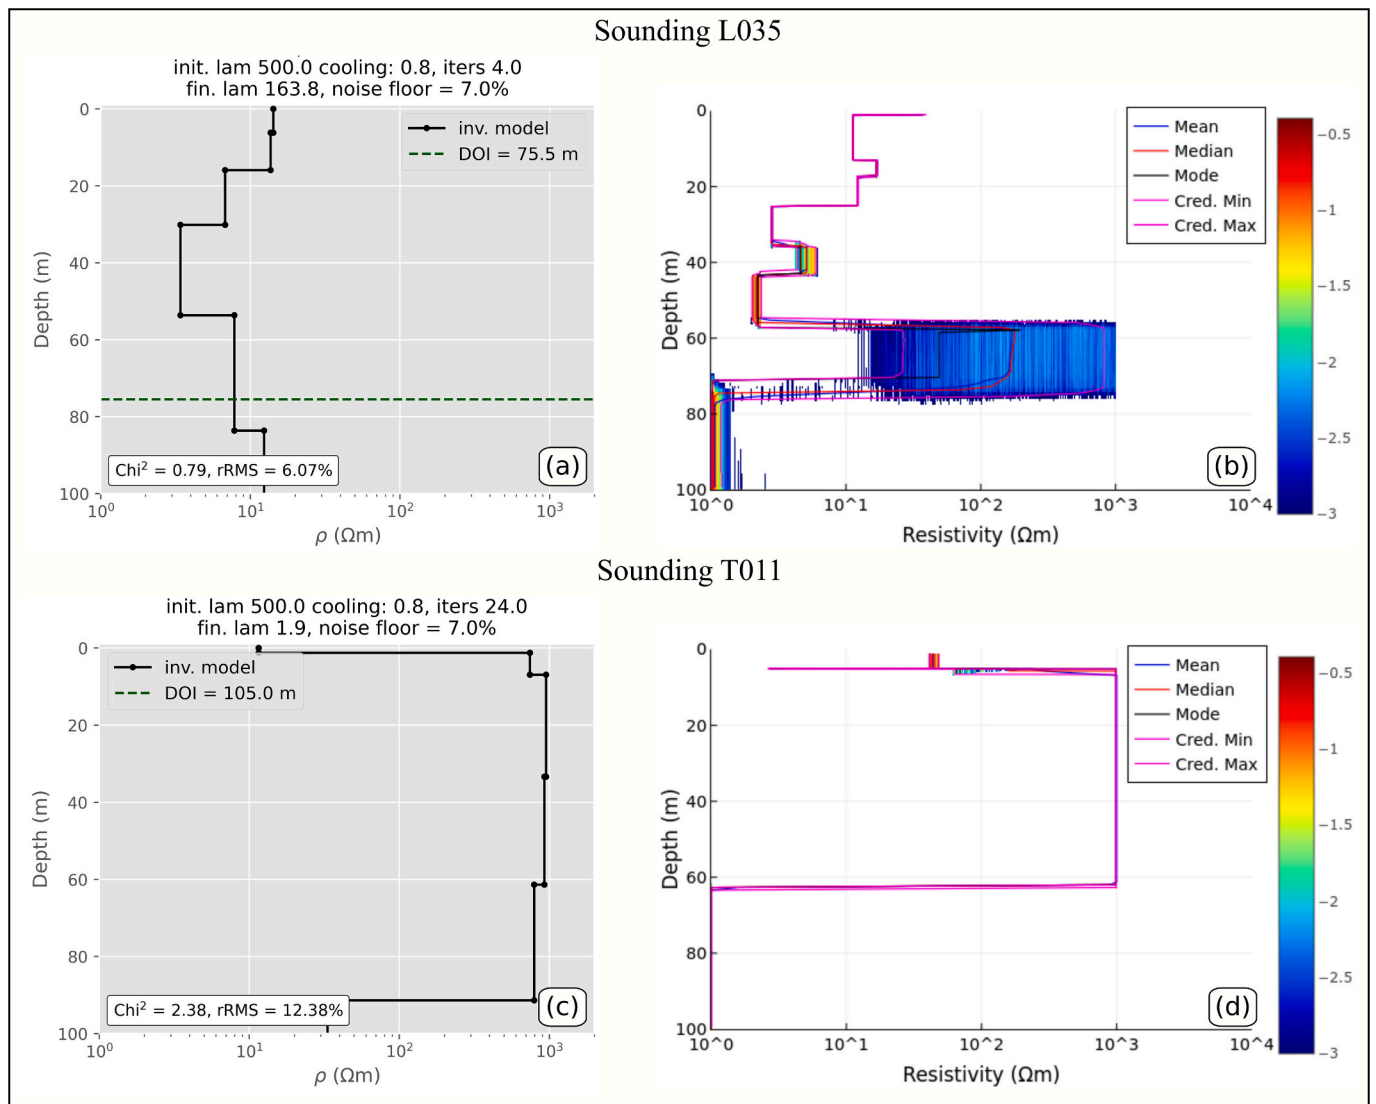 Sounding L035
init. lam 500.0 cooling: 0.8, iters 4.0
fin. lam 163.8, noise floor = 7.0%
inv. model
DOI = 75.5 m
0
20
40
60
80
100
Depth (m)
Chi² = 0.79, rRMS = 6.07%
(a)
10⁰ 10¹ 10² 10³
ρ (Ωm)
Mean
Median
Mode
Cred. Min
Cred. Max
0
20
40
60
80
100
Depth (m)
(b)
10^0 10^1 10^2 10^3 10^4
Resistivity (Ωm)
−0.5
−1
−1.5
−2
−2.5
−3
Sounding T011
init. lam 500.0 cooling: 0.8, iters 24.0
fin. lam 1.9, noise floor = 7.0%
inv. model
DOI = 105.0 m
0
20
40
60
80
100
Depth (m)
Chi² = 2.38, rRMS = 12.38%
(c)
10⁰ 10¹ 10² 10³
ρ (Ωm)
Mean
Median
Mode
Cred. Min
Cred. Max
0
20
40
60
80
100
Depth (m)
(d)
10^0 10^1 10^2 10^3 10^4
Resistivity (Ωm)
−0.5
−1
−1.5
−2
−2.5
−3